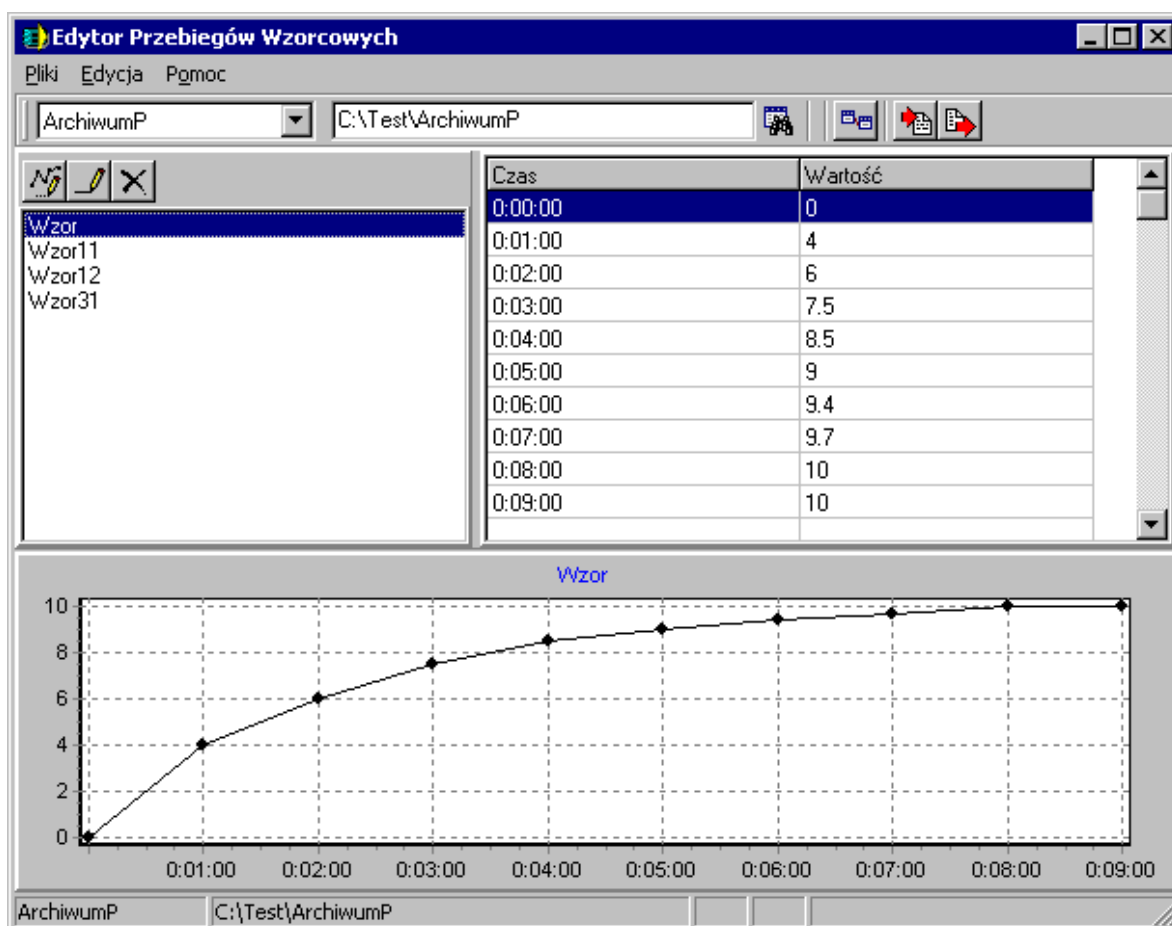 Edytor Przebiegów Wzorcowych
Pliki Edycja Pomoc
ArchiwumP C:\Test\ArchiwumP
Wzor
Wzor11
Wzor12
Wzor31
Czas Wartość
0:00:00 0
0:01:00 4
0:02:00 6
0:03:00 7.5
0:04:00 8.5
0:05:00 9
0:06:00 9.4
0:07:00 9.7
0:08:00 10
0:09:00 10
Wzor
10
8
6
4
2
0
0:01:00 0:02:00 0:03:00 0:04:00 0:05:00 0:06:00 0:07:00 0:08:00 0:09:00
ArchiwumP C:\Test\ArchiwumP